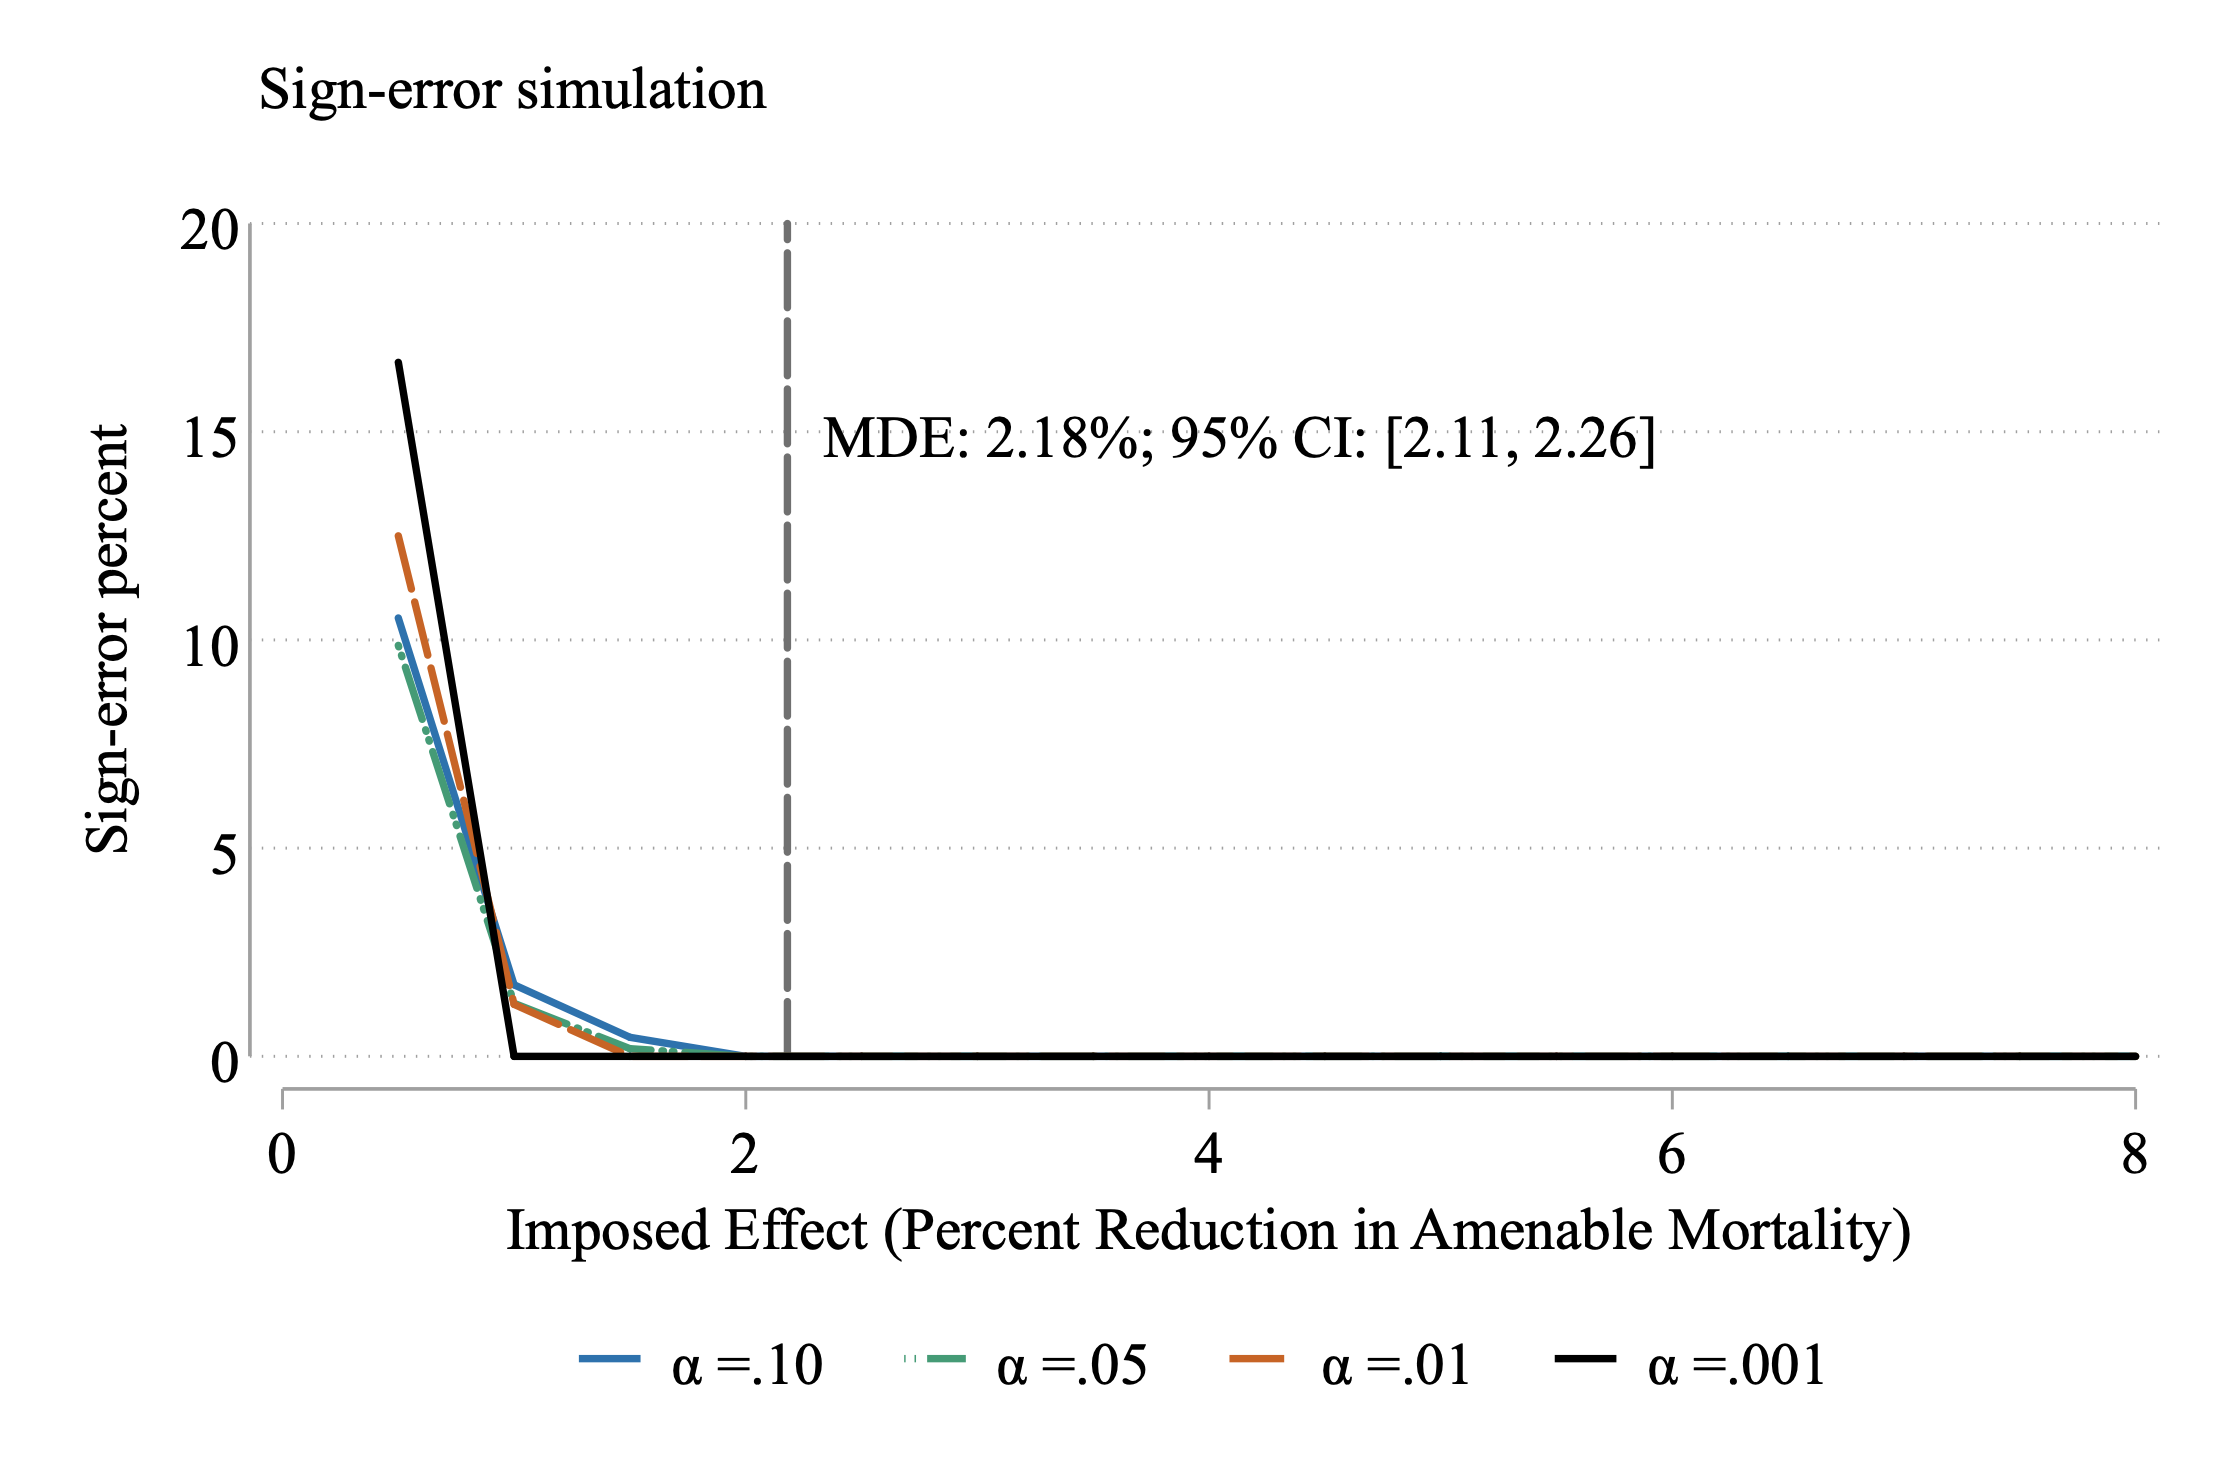 Sign-error simulation
20
15
10
5
0
Sign-error percent
MDE: 2.18%; 95% CI: [2.11, 2.26]
0 2 4 6 8
Imposed Effect (Percent Reduction in Amenable Mortality)
α =.10 α =.05 α =.01 α =.001